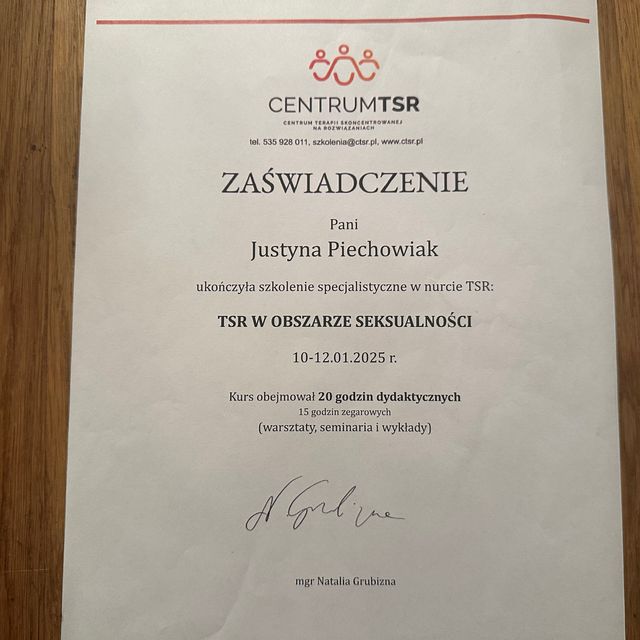 CENTRUMTSR
CENTRUM TERAPII SKONCENTROWANEJ
NA ROZWIĄZANIACH
tel. 535 928 011, szkolenia@ctsr.pl, www.ctsr.pl
ZAŚWIADCZENIE
Pani
Justyna Piechowiak
ukończyła szkolenie specjalistyczne w nurcie TSR:
TSR W OBSZARZE SEKSUALNOŚCI
10-12.01.2025 r.
Kurs obejmował 20 godzin dydaktycznych
15 godzin zegarowych
(warsztaty, seminaria i wykłady)
N Grubizna
mgr Natalia Grubizna